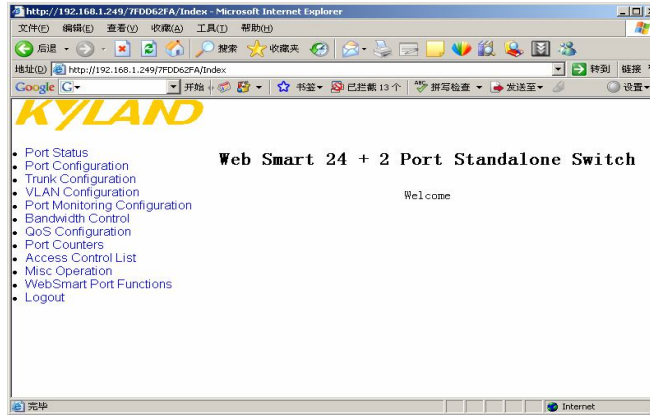 http://192.168.1.249/7FDD62FA/Index - Microsoft Internet Explorer
文件(F) 编辑(E) 查看(V) 收藏(A) 工具(T) 帮助(H)
后退 搜索 收藏夹
地址(D) http://192.168.1.249/7FDD62FA/Index 转到 链接
Google G 开始 书签 已拦截 13 个 拼写检查 发送至 设置
KYLAND
Port Status
Port Configuration
Trunk Configuration
VLAN Configuration
Port Monitoring Configuration
Bandwidth Control
QoS Configuration
Port Counters
Access Control List
Misc Operation
WebSmart Port Functions
Logout
Web Smart 24 + 2 Port Standalone Switch
Welcome
完毕 Internet